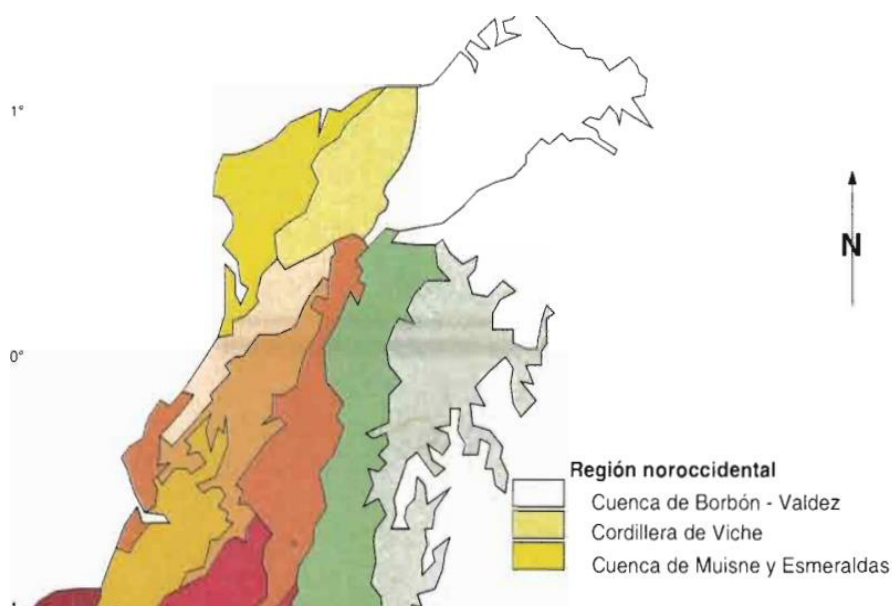 1°
N
0°
Región noroccidental
Cuenca de Borbón - Valdez
Cordillera de Viche
Cuenca de Muisne y Esmeraldas